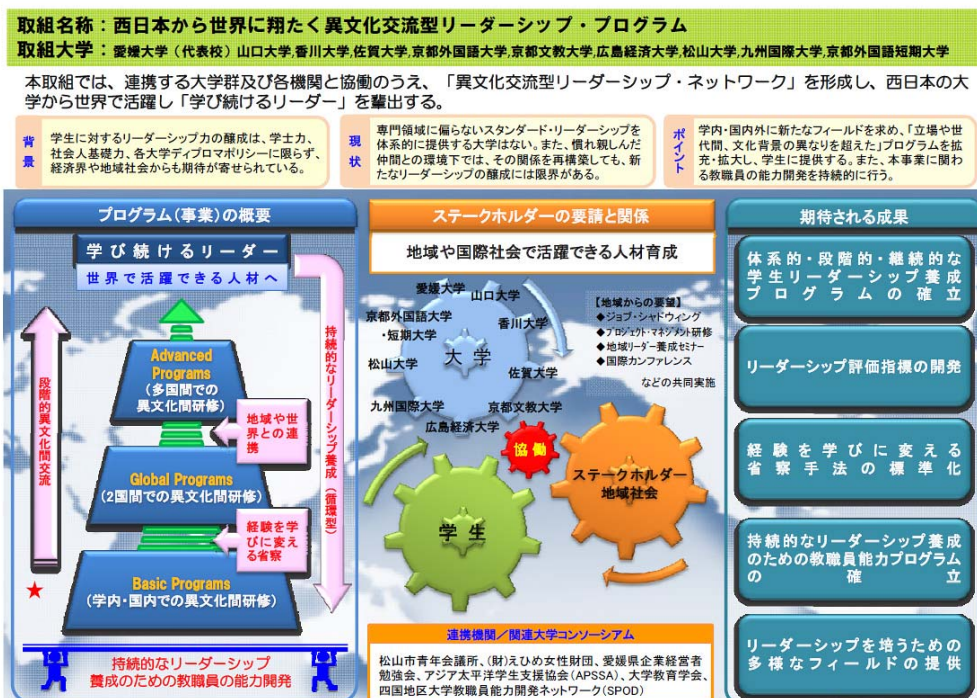 取組名称：西日本から世界に翔たく異文化交流型リーダーシップ・プログラム
取組大学：愛媛大学（代表校）山口大学,香川大学,佐賀大学,京都外国語大学,京都文教大学,広島経済大学,松山大学,九州国際大学,京都外国語短期大学
本取組では、連携する大学群及び各機関と協働のうえ、「異文化交流型リーダーシップ・ネットワーク」を形成し、西日本の大
学から世界で活躍し「学び続けるリーダー」を輩出する。
背景
学生に対するリーダーシップ力の醸成は、学士力、
社会人基礎力、各大学ディプロマポリシーに限らず、
経済界や地域社会からも期待が寄せられている。
現状
専門領域に偏らないスタンダード・リーダーシップを
体系的に提供する大学はない。また、慣れ親しんだ
仲間との環境下では、その関係を再構築しても、新
たなリーダーシップの醸成には限界がある。
ポイント
学内・国内外に新たなフィールドを求め、「立場や世
代間、文化背景の異なりを超えた」プログラムを拡
充・拡大し、学生に提供する。また、本事業に関わ
る教職員の能力開発を持続的に行う。
プログラム（事業）の概要
学び続けるリーダー
世界で活躍できる人材へ
段階的異文化間交流
持続的なリーダーシップ養成（循環型）
Advanced
Programs
（多国間での
異文化間研修）
地域や世
界との連
携
Global Programs
（2国間での異文化間研修）
経験を学
びに変え
る省察
★
Basic Programs
（学内・国内での異文化間研修）
持続的なリーダーシップ
養成のための教職員の能力開発
ステークホルダーの要請と関係
地域や国際社会で活躍できる人材育成
愛媛大学
山口大学
京都外国語大学
・短期大学
香川大学
大学
松山大学
佐賀大学
九州国際大学
京都文教大学
広島経済大学
【地域からの要望】
◆ジョブ・シャドウィング
◆プロジェクト・マネジメント研修
◆地域リーダー養成セミナー
◆国際カンファレンス
などの共同実施
協働
ステークホルダー
地域社会
学生
連携機関／関連大学コンソーシアム
松山市青年会議所、（財）えひめ女性財団、愛媛県企業経営者
勉強会、アジア太平洋学生支援協会（APSSA）、大学教育学会、
四国地区大学教職員能力開発ネットワーク（SPOD）
期待される成果
体系的・段階的・継続的な
学生リーダーシップ養成
プログラムの確立
リーダーシップ評価指標の開発
経験を学びに変える
省察手法の標準化
持続的なリーダーシップ養成
のための教職員能力プログラム
の確立
リーダーシップを培うための
多様なフィールドの提供